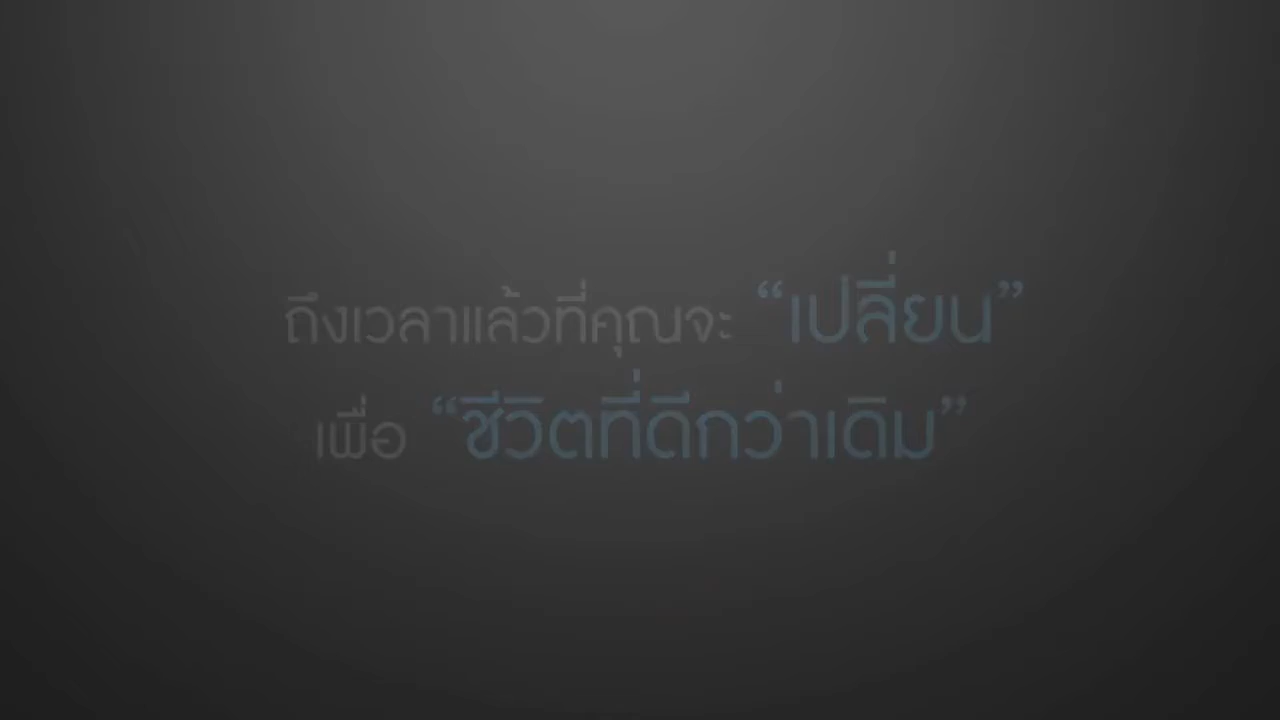 ถึงเวลาแล้วที่คุณจะ “เปลี่ยน”
เพื่อ “ชีวิตที่ดีกว่าเดิม”